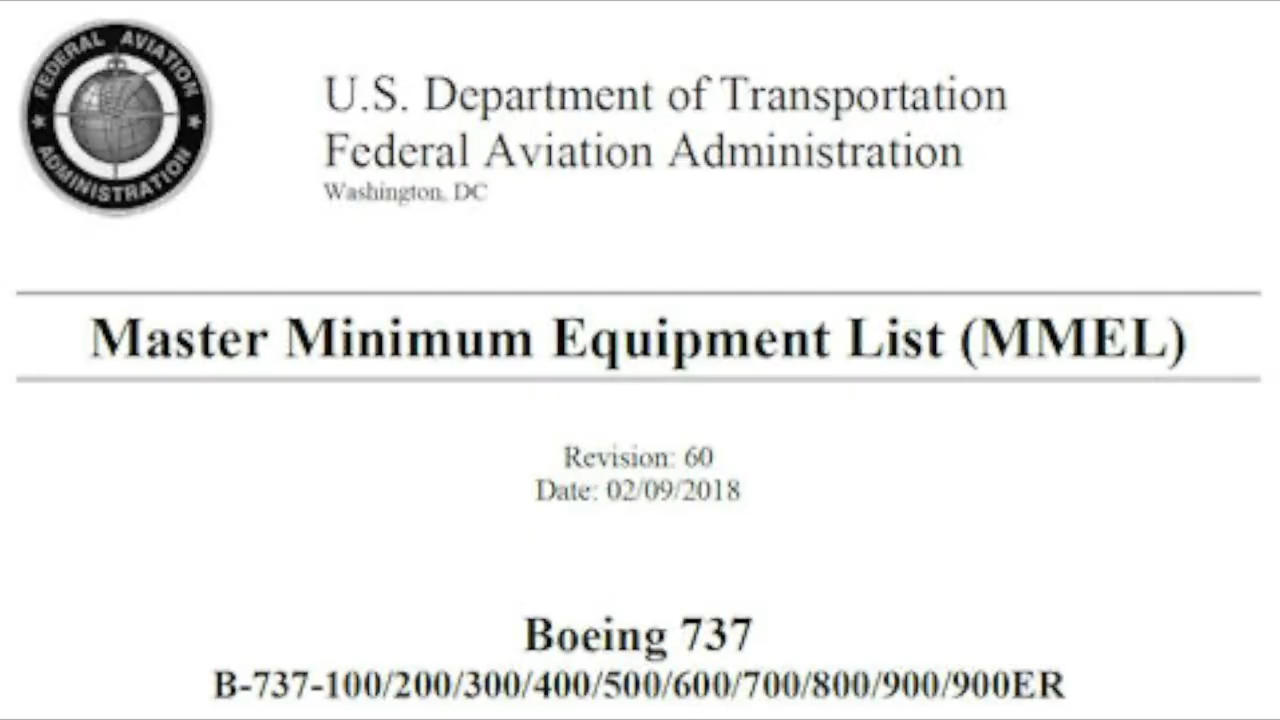 FEDERAL AVIATION
ADMINISTRATION
U.S. Department of Transportation
Federal Aviation Administration
Washington, DC
Master Minimum Equipment List (MMEL)
Revision: 60
Date: 02/09/2018
Boeing 737
B-737-100/200/300/400/500/600/700/800/900/900ER